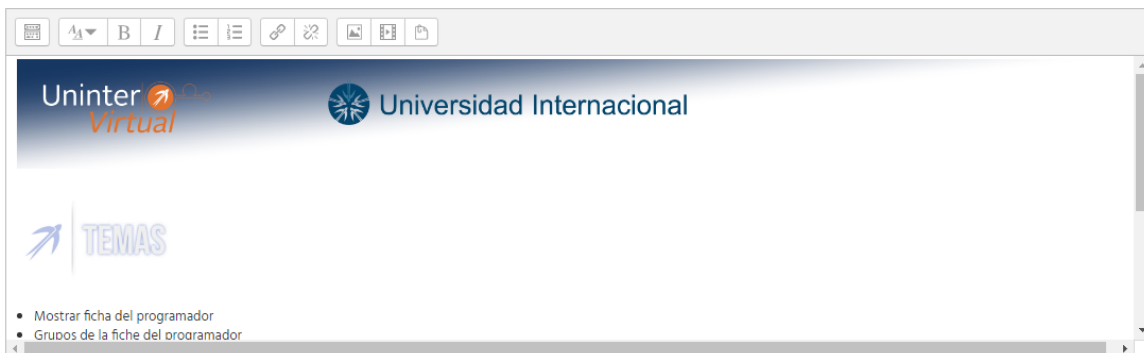 Uninter
Virtual
Universidad Internacional
TEMAS
Mostrar ficha del programador
Grupos de la fiche del programador